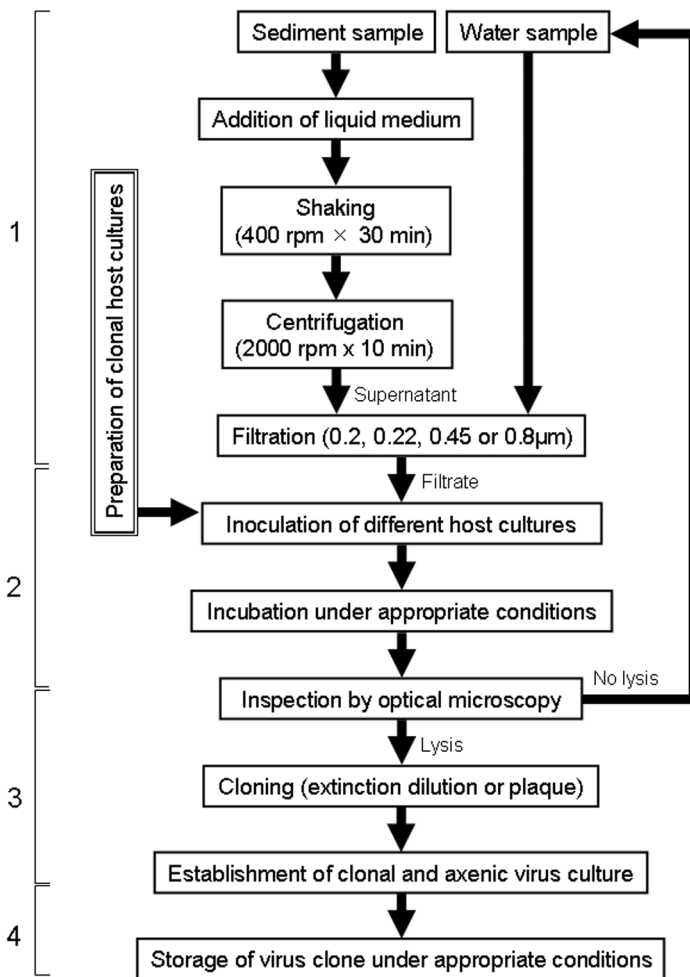 Sediment sample
Water sample
Addition of liquid medium
Shaking
(400 rpm × 30 min)
Centrifugation
(2000 rpm x 10 min)
Supernatant
Filtration (0.2, 0.22, 0.45 or 0.8µm)
Filtrate
Preparation of clonal host cultures
1
Inoculation of different host cultures
Incubation under appropriate conditions
2
Inspection by optical microscopy
No lysis
Lysis
Cloning (extinction dilution or plaque)
3
Establishment of clonal and axenic virus culture
4
Storage of virus clone under appropriate conditions